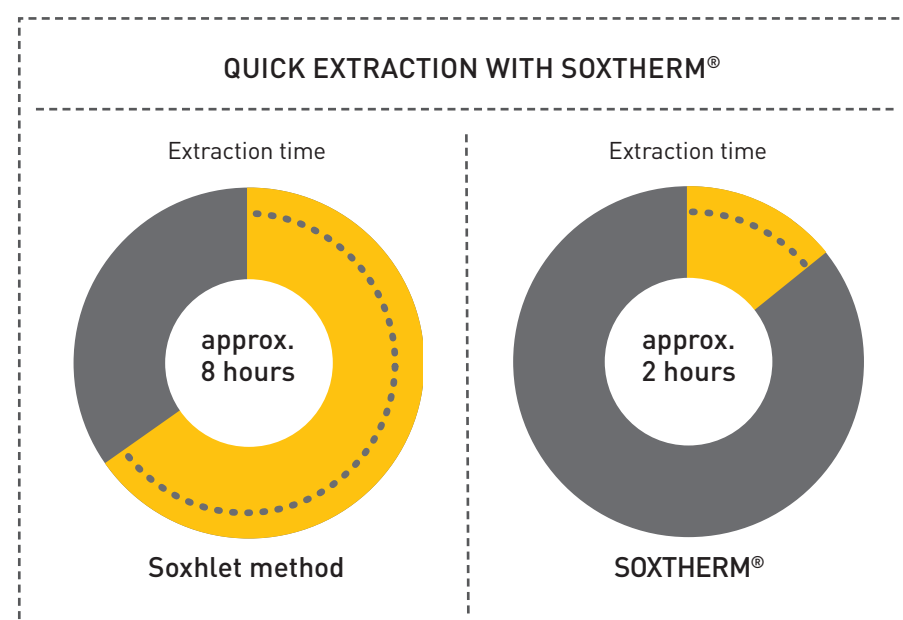 QUICK EXTRACTION WITH SOXTHERM®
Extraction time
approx.
8 hours
Soxhlet method
Extraction time
approx.
2 hours
SOXTHERM®